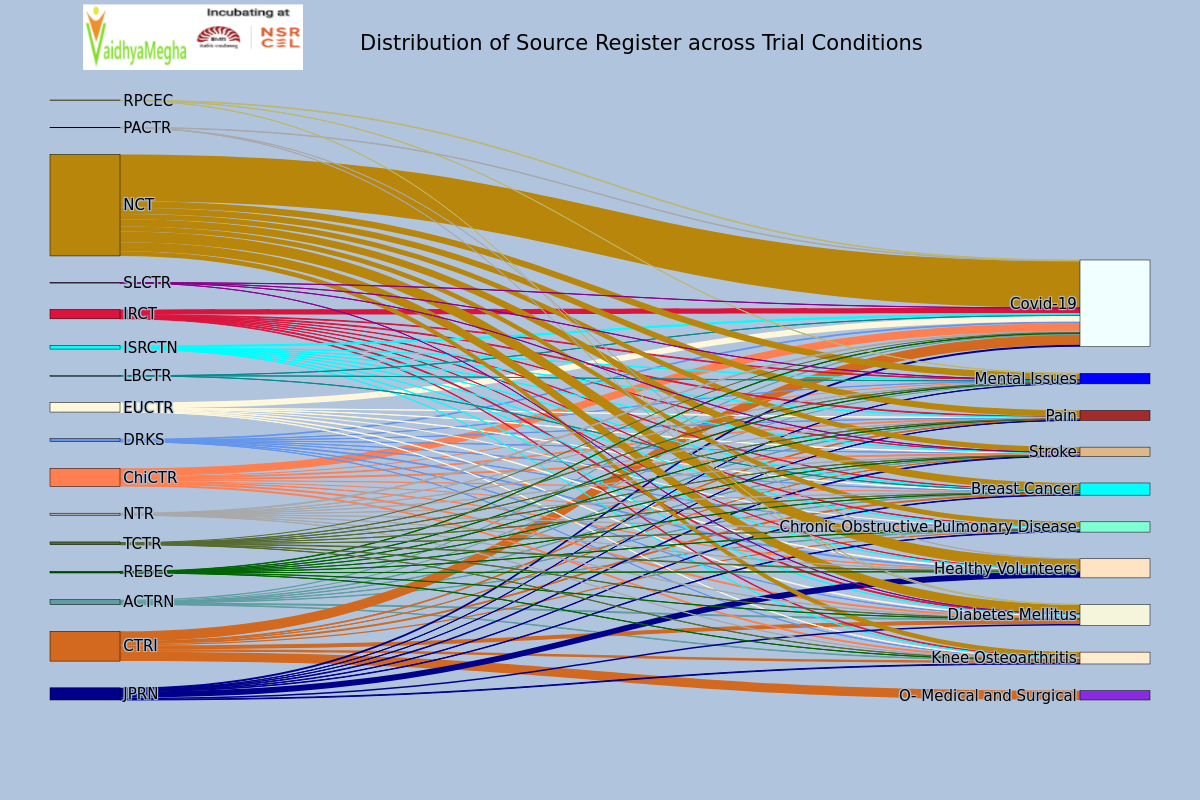 Incubating at
VaidhyaMegha
NSR
CEL
Distribution of Source Register across Trial Conditions
RPCEC
PACTR
NCT
SLCTR
IRCT
ISRCTN
LBCTR
EUCTR
DRKS
ChiCTR
NTR
TCTR
REBEC
ACTRN
CTRI
JPRN
Covid-19
Mental Issues
Pain
Stroke
Breast Cancer
Chronic Obstructive Pulmonary Disease
Healthy Volunteers
Diabetes Mellitus
Knee Osteoarthritis
O- Medical and Surgical